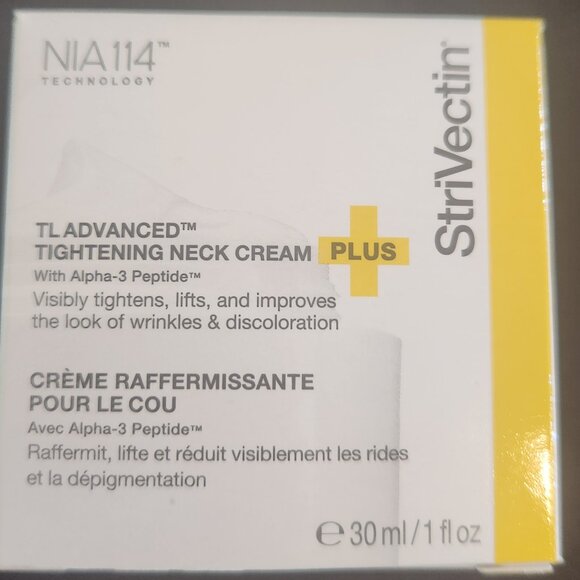 NIA114™
TECHNOLOGY
StriVectin®
TL ADVANCED™
TIGHTENING NECK CREAM PLUS
With Alpha-3 Peptide™
Visibly tightens, lifts, and improves
the look of wrinkles & discoloration
CRÈME RAFFERMISSANTE
POUR LE COU
Avec Alpha-3 Peptide™
Raffermit, lifte et réduit visiblement les rides
et la dépigmentation
℮ 30 ml / 1 fl oz